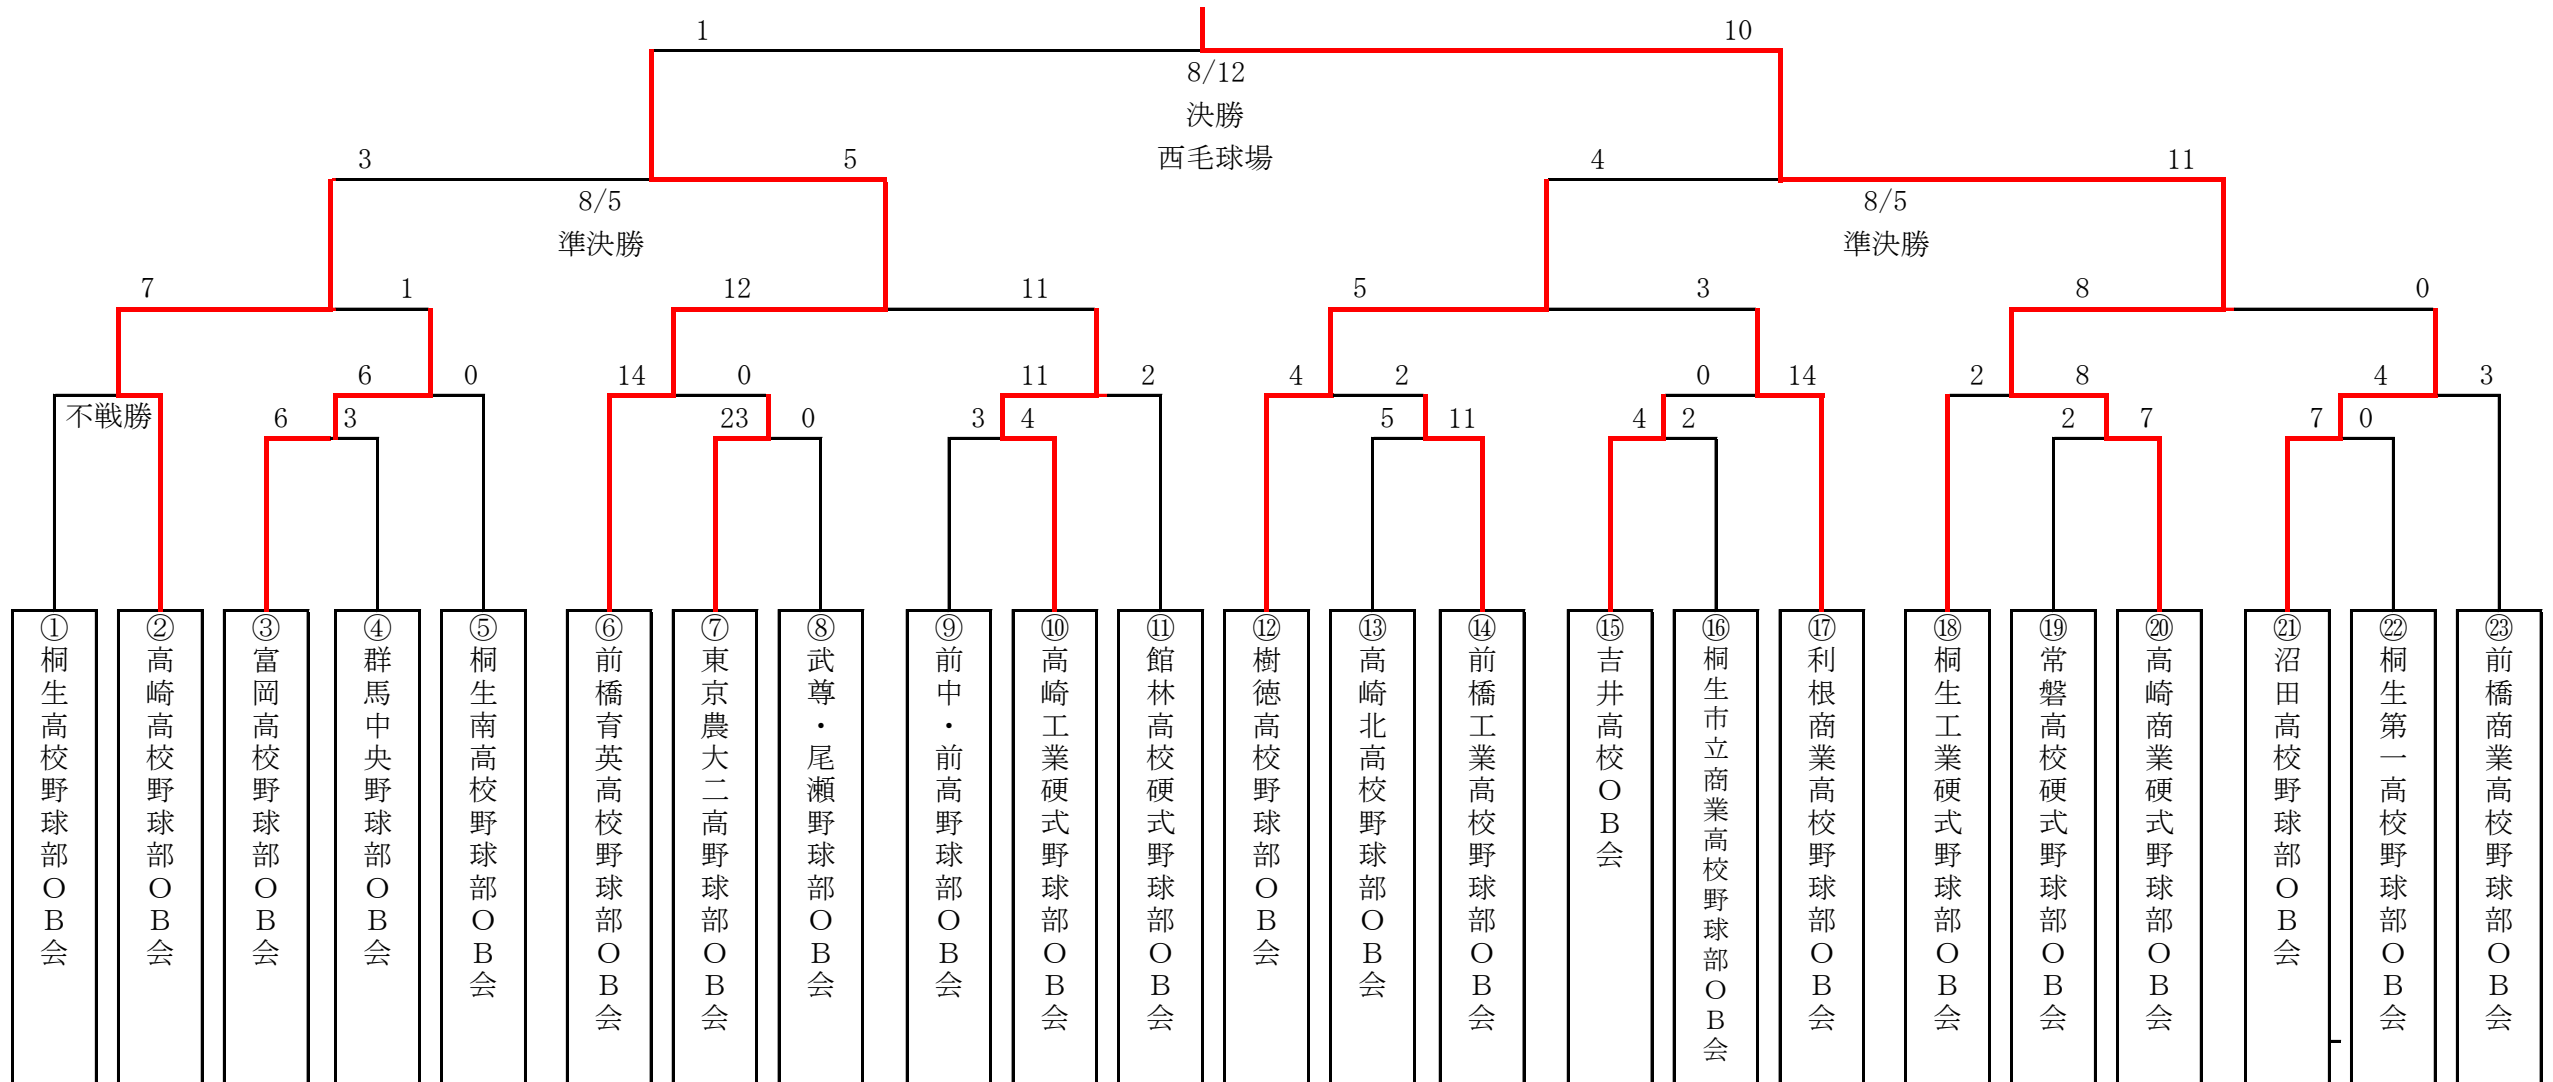 1
10
8/12
決勝
西毛球場
3
5
4
11
8/5
準決勝
8/5
準決勝
7
1
12
11
5
3
8
0
6
0
14
0
11
2
4
2
0
14
2
8
4
3
不戦勝
6
3
23
0
3
4
5
11
4
2
2
7
7
0
①桐生高校野球部ＯＢ会
②高崎高校野球部ＯＢ会
③富岡高校野球部ＯＢ会
④群馬中央野球部ＯＢ会
⑤桐生南高校野球部ＯＢ会
⑥前橋育英高校野球部ＯＢ会
⑦東京農大二高野球部ＯＢ会
⑧武尊・尾瀬野球部ＯＢ会
⑨前中・前高野球部ＯＢ会
⑩高崎工業硬式野球部ＯＢ会
⑪館林高校硬式野球部ＯＢ会
⑫樹徳高校野球部ＯＢ会
⑬高崎北高校野球部ＯＢ会
⑭前橋工業高校野球部ＯＢ会
⑮吉井高校ＯＢ会
⑯桐生市立商業高校野球部ＯＢ会
⑰利根商業高校野球部ＯＢ会
⑱桐生工業硬式野球部ＯＢ会
⑲常磐高校硬式野球部ＯＢ会
⑳高崎商業硬式野球部ＯＢ会
㉑沼田高校野球部ＯＢ会
㉒桐生第一高校野球部ＯＢ会
㉓前橋商業高校野球部ＯＢ会